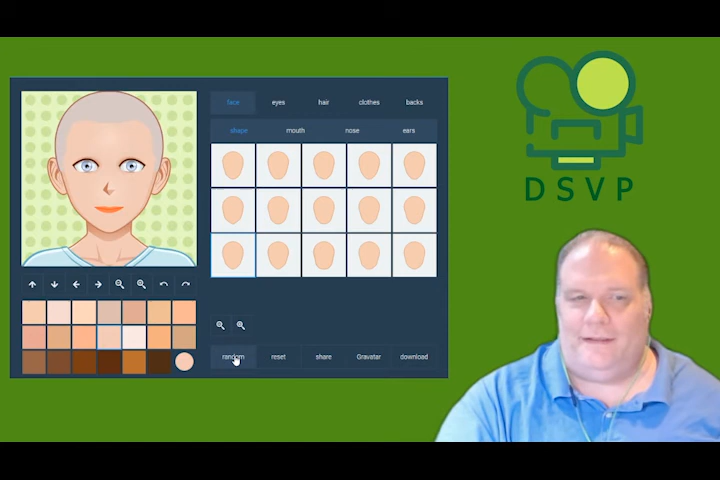 face eyes hair clothes backs
shape mouth nose ears
random reset share Gravatar download
DSVP